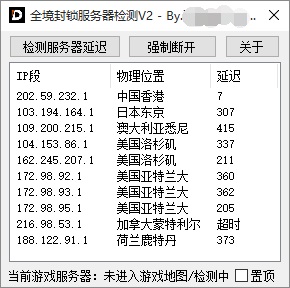 D 全境封锁服务器检测V2 - By.
检测服务器延迟 强制断开 关于
IP段 物理位置 延迟
202.59.232.1 中国香港 7
103.194.164.1 日本东京 307
109.200.215.1 澳大利亚悉尼 415
104.153.86.1 美国洛杉矶 337
162.245.207.1 美国洛杉矶 211
172.98.92.1 美国亚特兰大 360
172.98.93.1 美国亚特兰大 362
172.98.95.1 美国亚特兰大 205
216.98.53.1 加拿大蒙特利尔 超时
188.122.91.1 荷兰鹿特丹 373
当前游戏服务器：未进入游戏地图/检测中 置顶